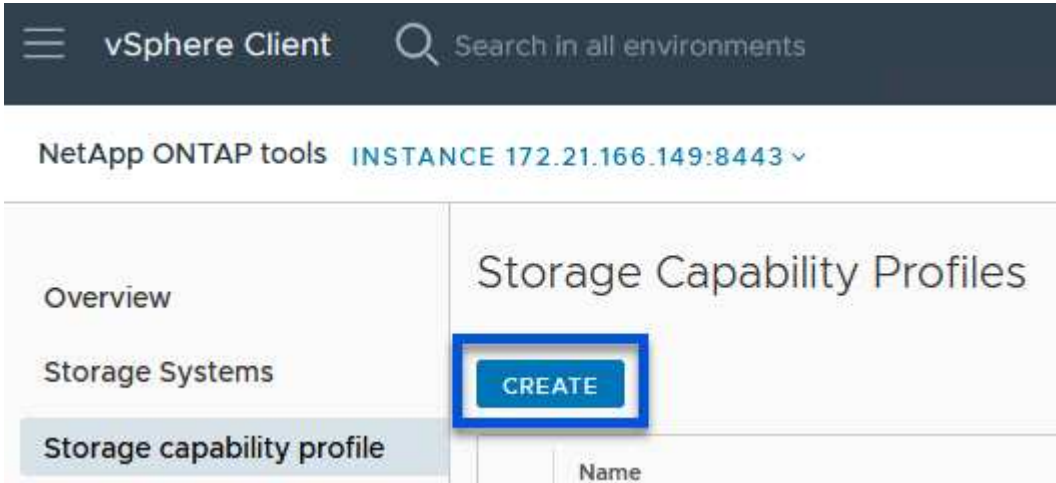 vSphere Client Search in all environments
NetApp ONTAP tools INSTANCE 172.21.166.149:8443
Overview
Storage Systems
Storage capability profile
Storage Capability Profiles
CREATE
Name